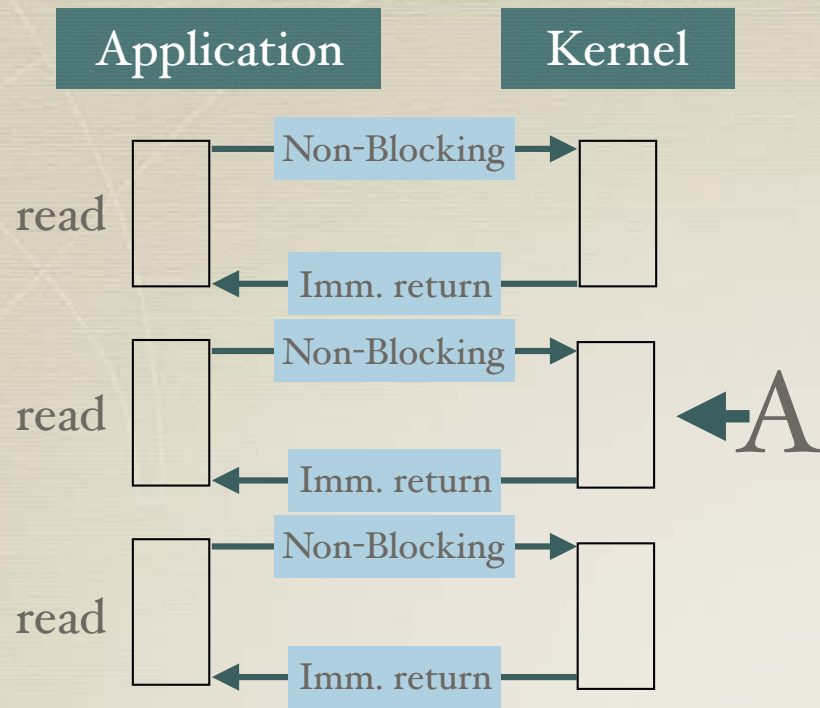 Application Kernel
Non-Blocking
read
Imm. return
Non-Blocking
read A
Imm. return
Non-Blocking
read
Imm. return